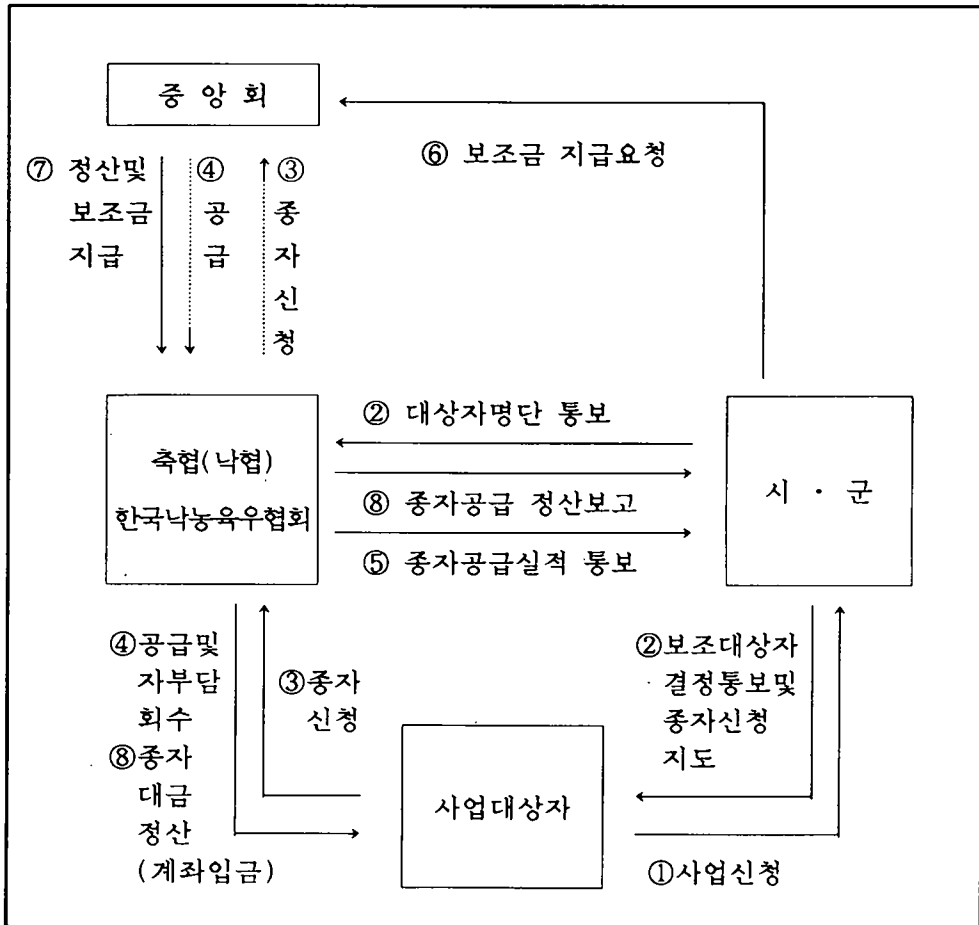 중 앙 회
⑥ 보조금 지급요청
⑦ 정산및
보조금
지급
④
공
급
③
종
자
신
청
② 대상자명단 통보
축협(낙협)
한국낙농육우협회
⑧ 종자공급 정산보고
⑤ 종자공급실적 통보
시 · 군
④공급및
자부담
회수
⑧종자
대금
정산
(계좌입금)
③종자
신청
②보조대상자
결정통보및
종자신청
지도
사업대상자
①사업신청